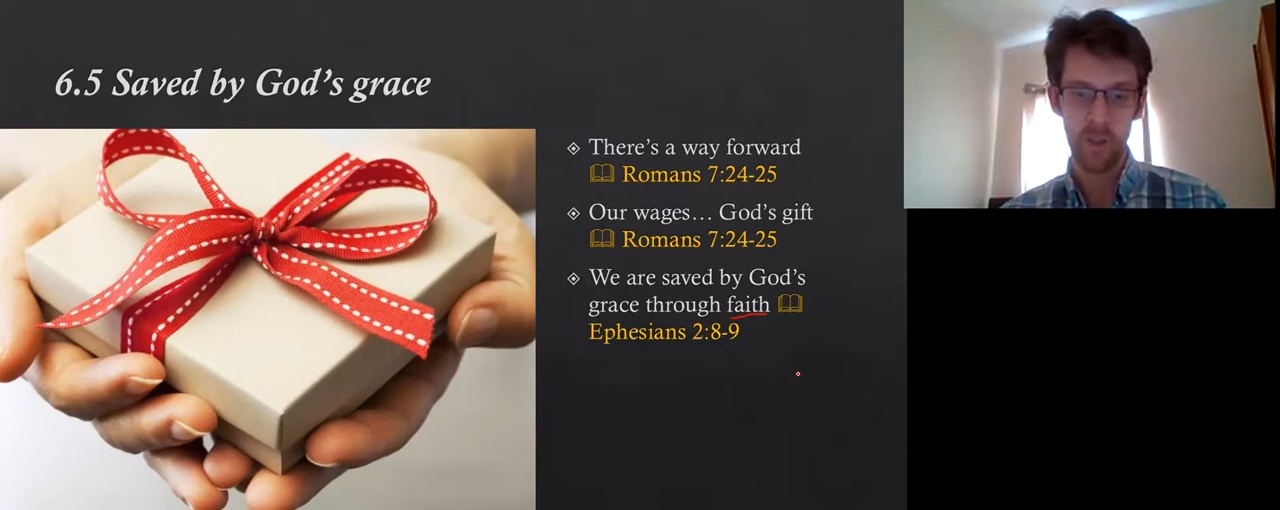 6.5 Saved by God's grace
There's a way forward
Romans 7:24-25
Our wages… God's gift
Romans 7:24-25
We are saved by God's
grace through faith
Ephesians 2:8-9